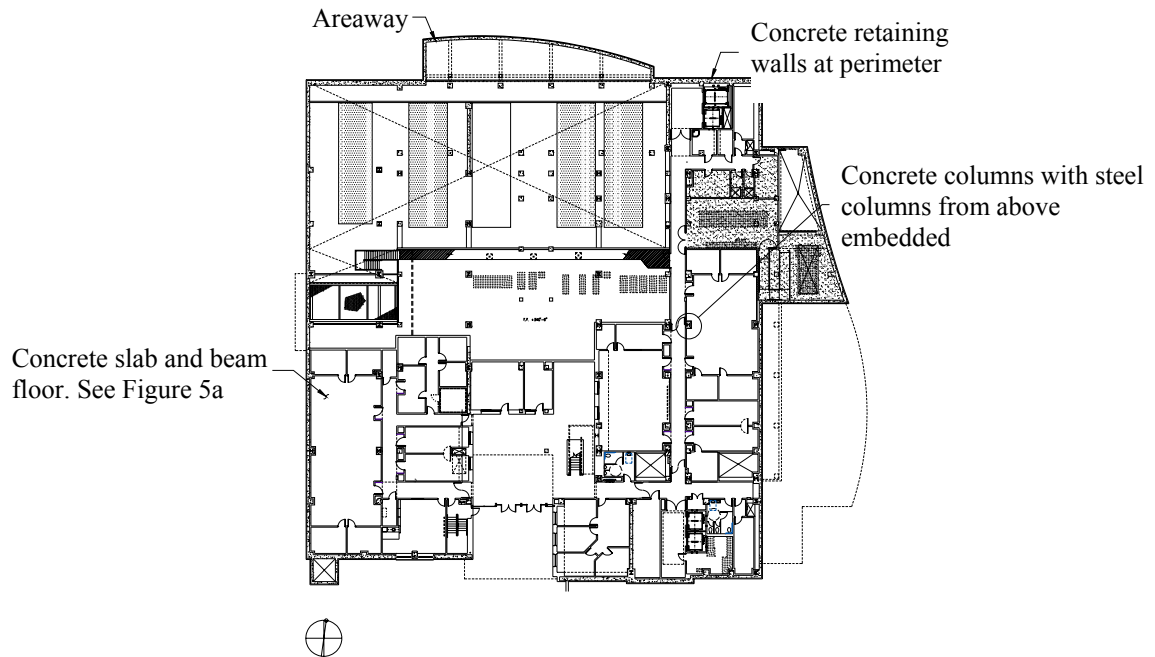 Areaway
Concrete retaining
walls at perimeter
Concrete columns with steel
columns from above
embedded
Concrete slab and beam
floor. See Figure 5a